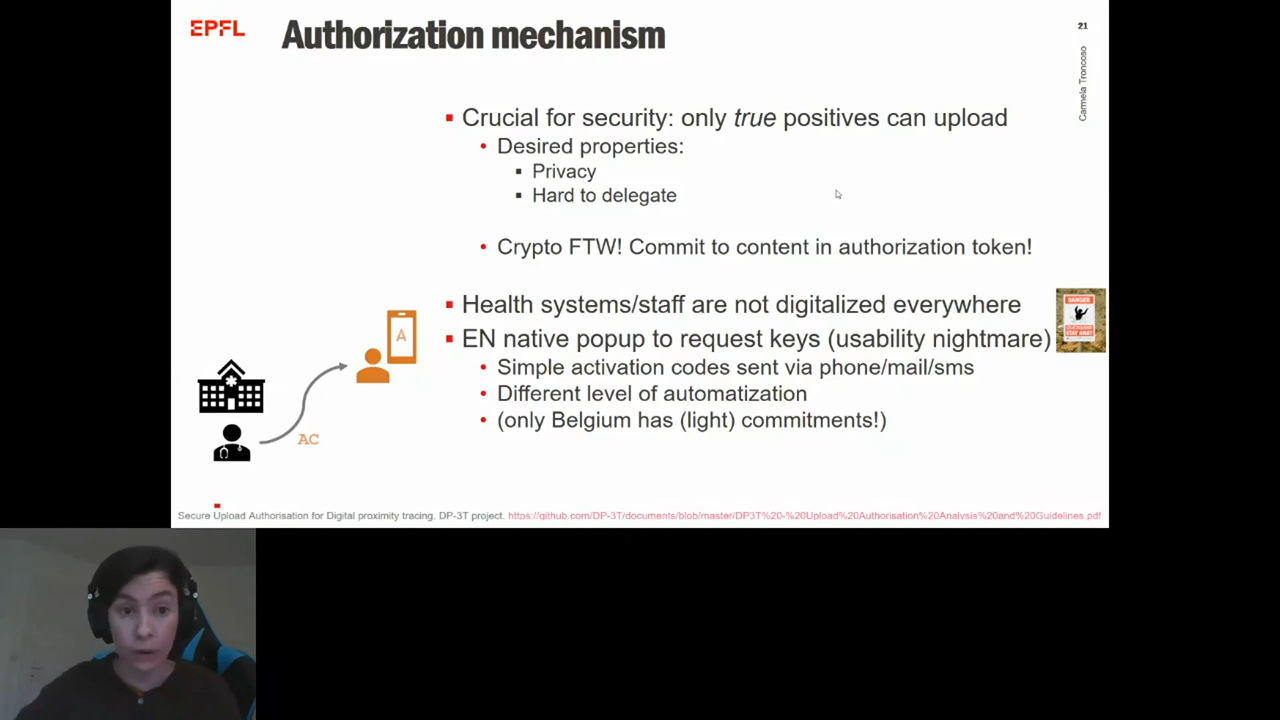 EPFL
Authorization mechanism
21
Carmela Troncoso
Crucial for security: only true positives can upload
Desired properties:
Privacy
Hard to delegate
Crypto FTW! Commit to content in authorization token!
Health systems/staff are not digitalized everywhere
DANGER
QUICKSAND
STAY AWAY
EN native popup to request keys (usability nightmare)
Simple activation codes sent via phone/mail/sms
Different level of automatization
(only Belgium has (light) commitments!)
A
AC
Secure Upload Authorisation for Digital proximity tracing. DP-3T project. https://github.com/DP-3T/documents/blob/master/DP3T%20-%20Upload%20Authorisation%20Analysis%20and%20Guidelines.pdf